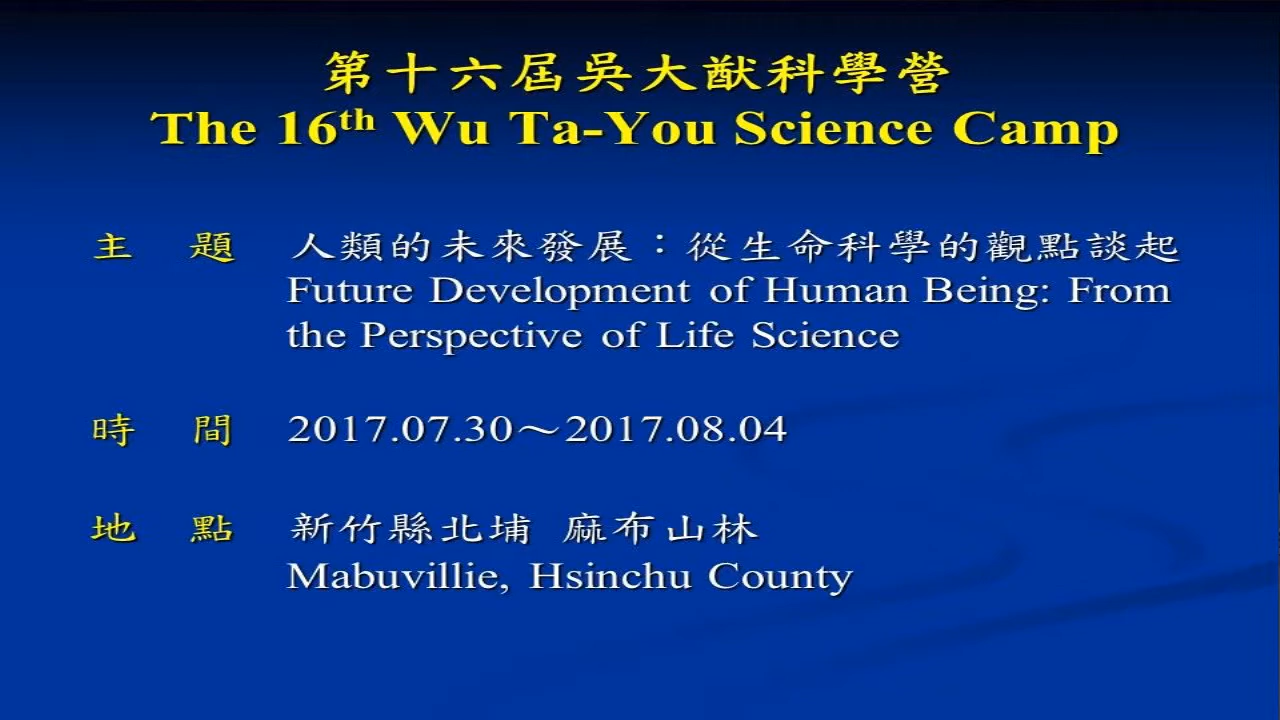 第十六屆吳大猷科學營
The 16th Wu Ta-You Science Camp
主 題 人類的未來發展：從生命科學的觀點談起
Future Development of Human Being: From
the Perspective of Life Science
時 間 2017.07.30～2017.08.04
地 點 新竹縣北埔 麻布山林
Mabuvillie, Hsinchu County